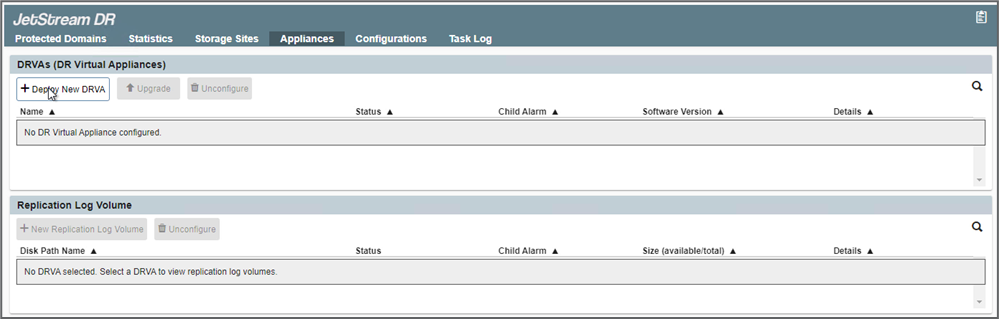 JetStream DR
Protected Domains Statistics Storage Sites Appliances Configurations Task Log
DRVAs (DR Virtual Appliances)
+ Deploy New DRVA Upgrade Unconfigure
Name ▲ Status ▲ Child Alarm ▲ Software Version ▲ Details ▲
No DR Virtual Appliance configured.
Replication Log Volume
+ New Replication Log Volume Unconfigure
Disk Path Name ▲ Status Child Alarm ▲ Size (available/total) ▲ Details ▲
No DRVA selected. Select a DRVA to view replication log volumes.